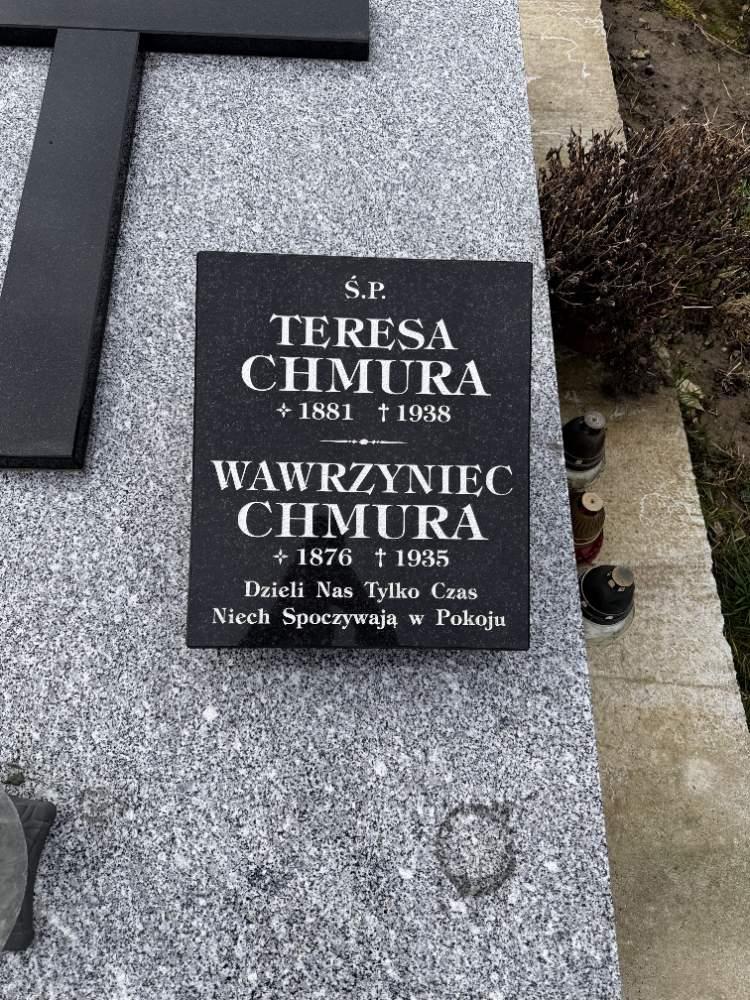 Ś.P.
TERESA
CHMURA
✧ 1881 † 1938
WAWRZYNIEC
CHMURA
✧ 1876 † 1935
Dzieli Nas Tylko Czas
Niech Spoczywają w Pokoju